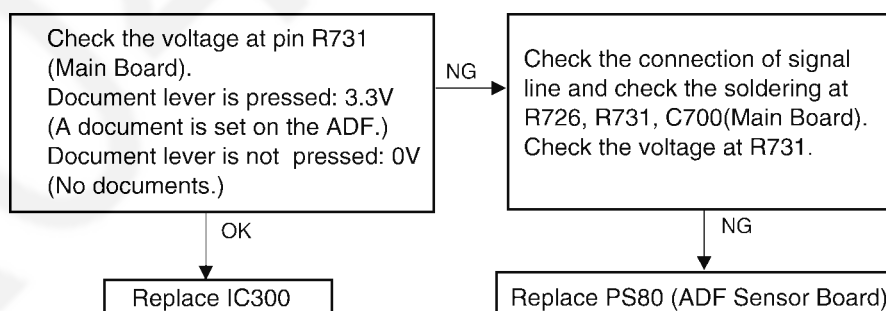 Check the voltage at pin R731
(Main Board).
Document lever is pressed: 3.3V
(A document is set on the ADF.)
Document lever is not pressed: 0V
(No documents.)
NG
Check the connection of signal
line and check the soldering at
R726, R731, C700(Main Board).
Check the voltage at R731.
OK
NG
Replace IC300
Replace PS80 (ADF Sensor Board)